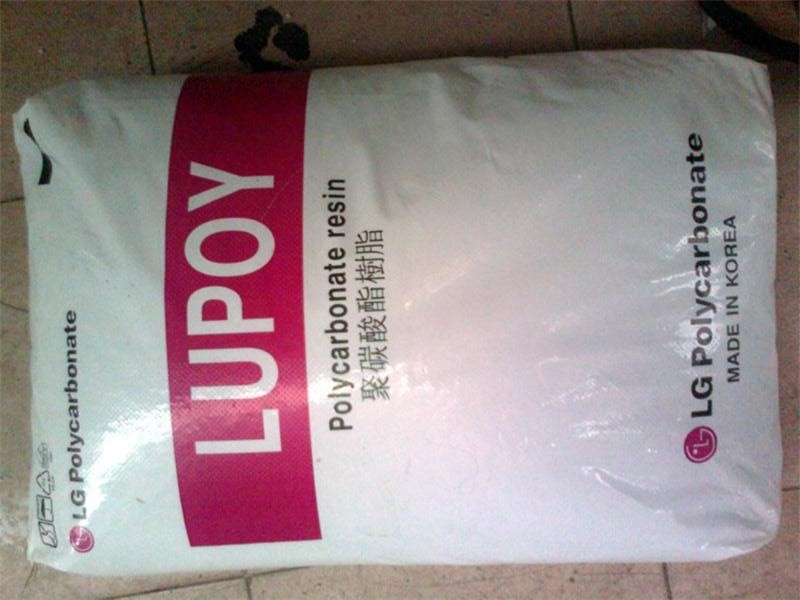 LG Polycarbonate
LUPOY
Polycarbonate resin
聚碳酸酯樹脂
LG Polycarbonate
MADE IN KOREA